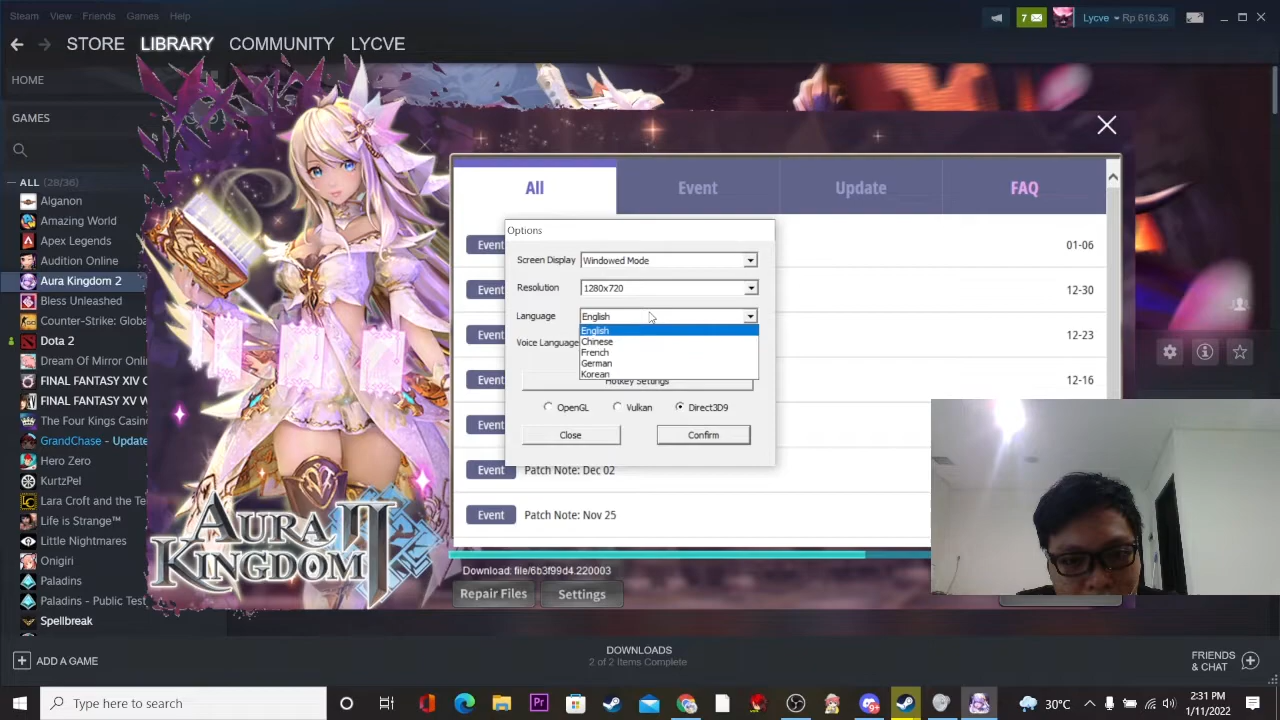 Steam View Friends Games Help
7
Lycve
Rp 616.36
STORE LIBRARY COMMUNITY LYCVE
HOME
GAMES
ALL (28/36)
Aiganon
Amazing World
Apex Legends
Audition Online
Aura Kingdom 2
Bless Unleashed
Counter-Strike: Globa
Dota 2
Dream Of Mirror Onlin
FINAL FANTASY XIV O
FINAL FANTASY XV W
The Four Kings Casino
GrandChase - Update
Hero Zero
KurtzPel
Lara Croft and the Te
Life is Strange™
Little Nightmares
Onigiri
Paladins
Paladins - Public Test
Spellbreak
ADD A GAME
All Event Update FAQ
Event 01-06
Event 12-30
Event 12-23
Event 12-16
Event
Event Patch Note: Dec 02
Event Patch Note: Nov 25
Options
Screen Display Windowed Mode
Resolution 1280x720
Language English
English
Chinese
French
German
Korean
Voice Language
Hotkey Settings
OpenGL Vulkan Direct3D9
Close Confirm
AURA
KINGDOM II
Download: file/6b3f99d4.220003
Repair Files Settings
DOWNLOADS
2 of 2 Items Complete
FRIENDS
& CHAT
Type here to search
Pr
30°C
2:31 PM
1/11/2022